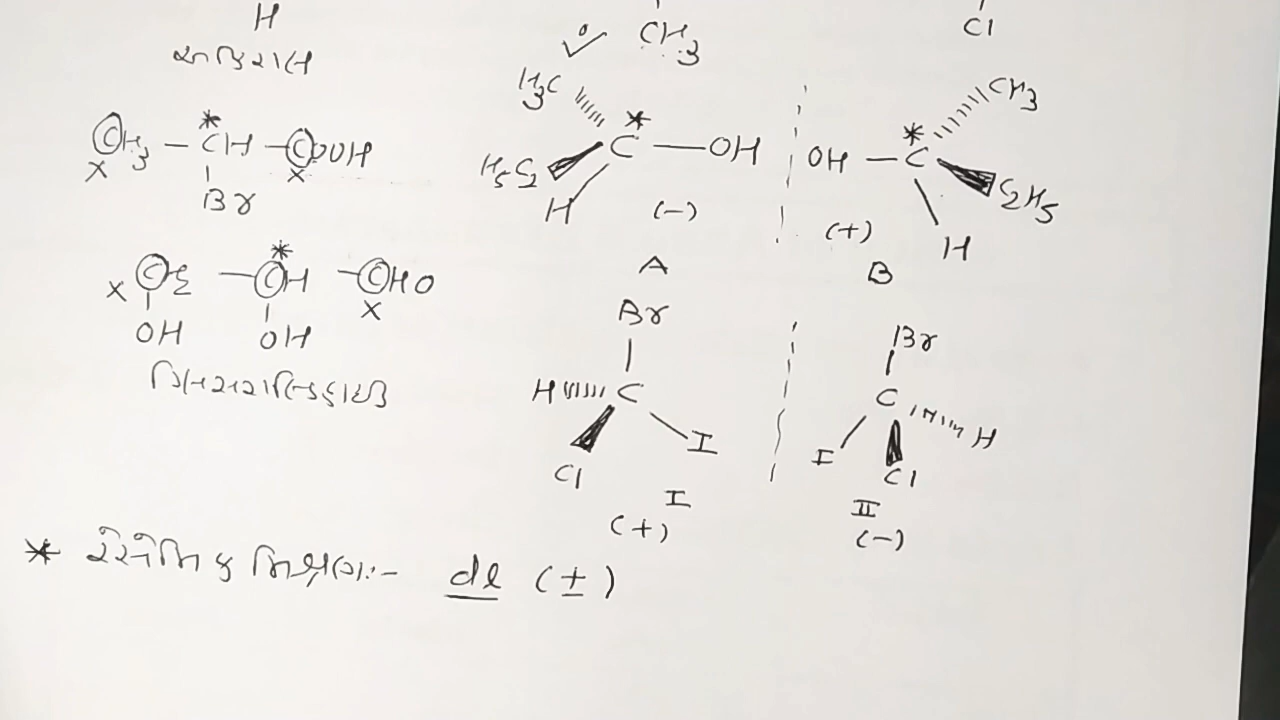 H
CH3
Cl
CH3 — *CH — COOH
x x
Br
H3C
*
C — OH
H5C2
H
(-)
A
CH3
*
OH — C
C2H5
H
(+)
B
*
x CH2 — CH — CHO
x
OH OH
Br
H C
I
Cl
I
(+)
Br
C
H
I
Cl
II
(-)
* રેસેમિક મિશ્રણ:- dl (±)